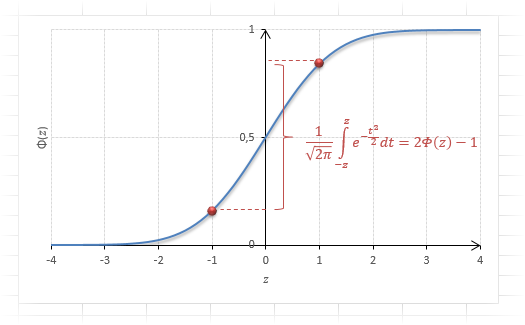 1
Φ(z)
0,5
1/√2π ∫_{-z}^{z} e^{-t²/2} dt = 2Φ(z) − 1
0
-4 -3 -2 -1 0 1 2 3 4
z